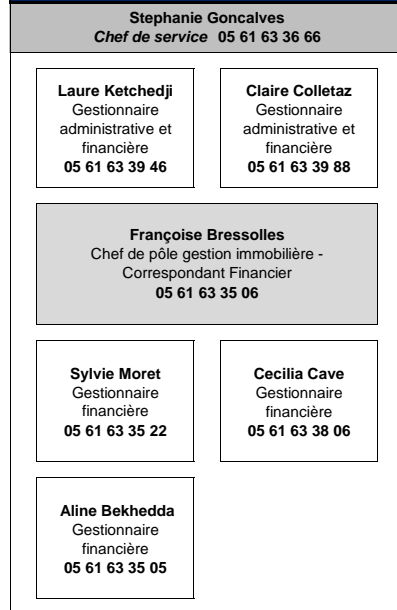 Stephanie Goncalves
Chef de service 05 61 63 36 66
Laure Ketchedji
Gestionnaire
administrative et
financière
05 61 63 39 46
Claire Colletaz
Gestionnaire
administrative et
financière
05 61 63 39 88
Françoise Bressolles
Chef de pôle gestion immobilière -
Correspondant Financier
05 61 63 35 06
Sylvie Moret
Gestionnaire
financière
05 61 63 35 22
Cecilia Cave
Gestionnaire
financière
05 61 63 38 06
Aline Bekhedda
Gestionnaire
financière
05 61 63 35 05